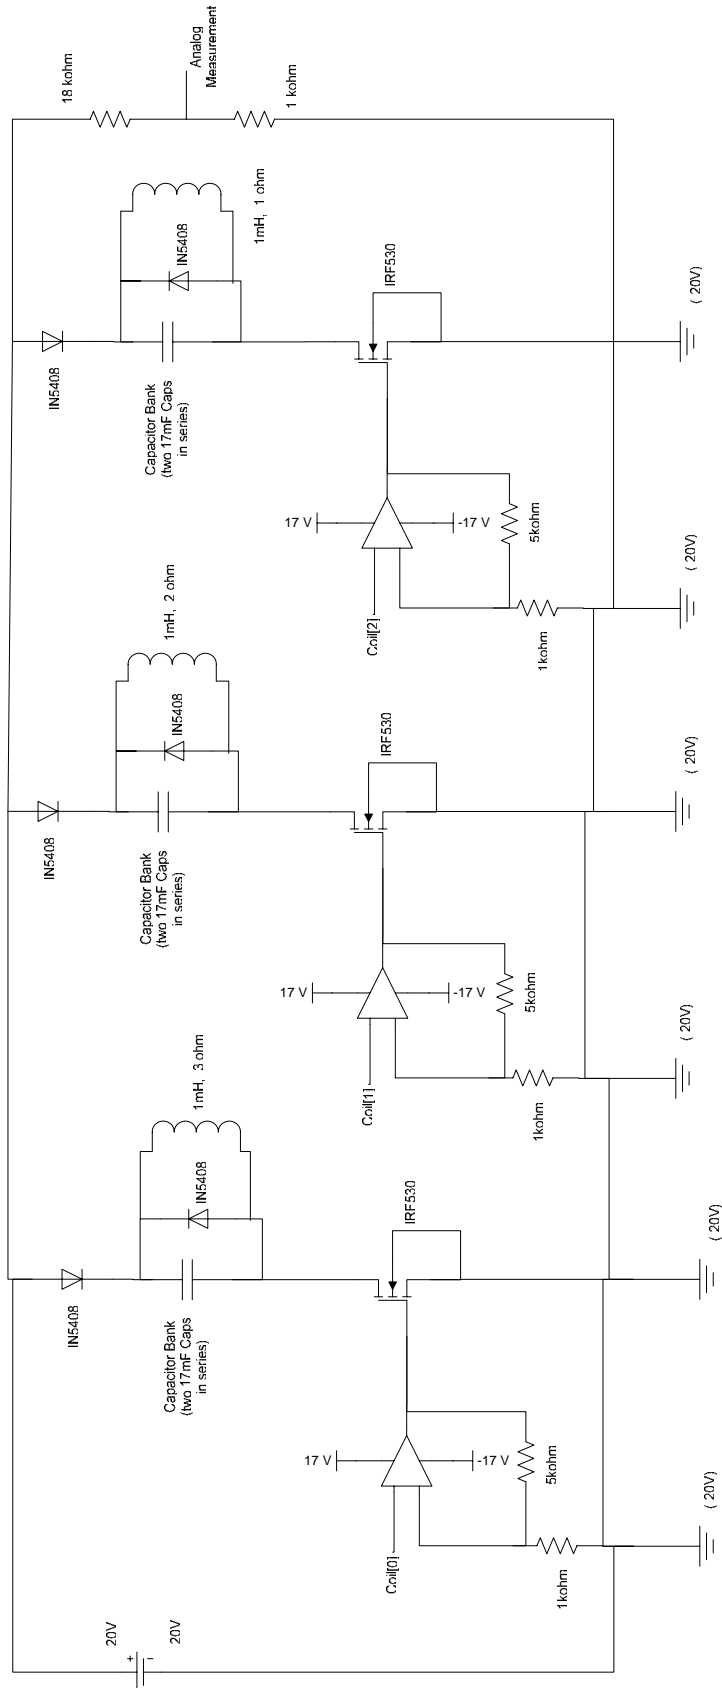 18 kohm
Analog
Measurement
1 kohm
1mH,  1 ohm
IN5408
IN5408
Capacitor Bank
(two 17mF Caps
in series)
IRF530
( 20V)
17 V
-17 V
5kohm
Coil[2]
1kohm
( 20V)
1mH,  2 ohm
IN5408
IN5408
Capacitor Bank
(two 17mF Caps
in series)
IRF530
( 20V)
17 V
-17 V
5kohm
Coil[1]
1kohm
( 20V)
1mH,  3 ohm
IN5408
IN5408
Capacitor Bank
(two 17mF Caps
in series)
IRF530
( 20V)
17 V
-17 V
5kohm
Coil[0]
1kohm
( 20V)
20V
+
−
20V